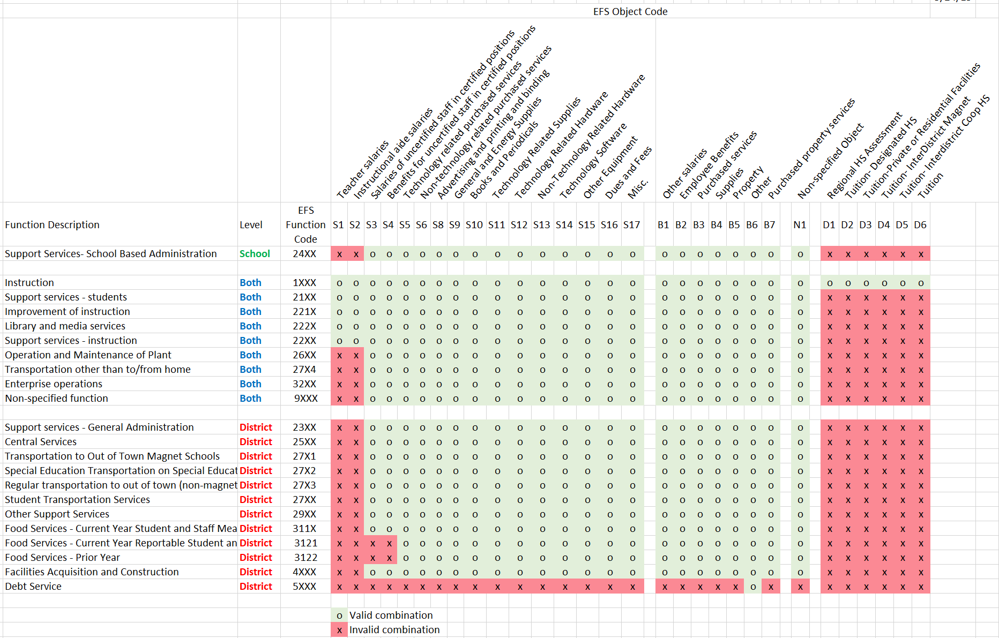 EFS Object Code
Teacher salaries
Instructional aide salaries
Salaries of uncertified staff in certified positions
Benefits for uncertified staff in certified positions
Technology related purchased services
Non-technology related purchased services
Advertising and printing and binding
General and Energy Supplies
Books and Periodicals
Technology Related Supplies
Technology Related Hardware
Non-Technology Related Hardware
Technology Software
Other Equipment
Dues and Fees
Misc.
Other salaries
Employee Benefits
Purchased services
Supplies
Property
Other
Purchased property services
Non-specified Object
Regional HS Assessment
Tuition- Designated HS
Tuition-Private or Residential Facilities
Tuition- InterDistrict Magnet
Tuition- Interdistrict Coop HS
Tuition
Function Description Level EFS Function Code S1 S2 S3 S4 S5 S6 S8 S9 S10 S11 S12 S13 S14 S15 S16 S17 B1 B2 B3 B4 B5 B6 B7 N1 D1 D2 D3 D4 D5 D6
Support Services- School Based Administration School 24XX x x o o o o o o o o o o o o o o o o o o o o o o x x x x x x
Instruction Both 1XXX o o o o o o o o o o o o o o o o o o o o o o o o o o o o o o
Support services - students Both 21XX o o o o o o o o o o o o o o o o o o o o o o o o x x x x x x
Improvement of instruction Both 221X o o o o o o o o o o o o o o o o o o o o o o o o x x x x x x
Library and media services Both 222X o o o o o o o o o o o o o o o o o o o o o o o o x x x x x x
Support services - instruction Both 22XX o o o o o o o o o o o o o o o o o o o o o o o o x x x x x x
Operation and Maintenance of Plant Both 26XX x x o o o o o o o o o o o o o o o o o o o o o o x x x x x x
Transportation other than to/from home Both 27X4 x x o o o o o o o o o o o o o o o o o o o o o o x x x x x x
Enterprise operations Both 32XX x x o o o o o o o o o o o o o o o o o o o o o o x x x x x x
Non-specified function Both 9XXX x x o o o o o o o o o o o o o o o o o o o o o o x x x x x x
Support services - General Administration District 23XX x x o o o o o o o o o o o o o o o o o o o o o o x x x x x x
Central Services District 25XX x x o o o o o o o o o o o o o o o o o o o o o o x x x x x x
Transportation to Out of Town Magnet Schools District 27X1 x x o o o o o o o o o o o o o o o o o o o o o o x x x x x x
Special Education Transportation on Special Educat District 27X2 x x o o o o o o o o o o o o o o o o o o o o o o x x x x x x
Regular transportation to out of town (non-magnet District 27X3 x x o o o o o o o o o o o o o o o o o o o o o o x x x x x x
Student Transportation Services District 27XX x x o o o o o o o o o o o o o o o o o o o o o o x x x x x x
Other Support Services District 29XX x x o o o o o o o o o o o o o o o o o o o o o o x x x x x x
Food Services - Current Year Student and Staff Mea District 311X x x o o o o o o o o o o o o o o o o o o o o o o x x x x x x
Food Services - Current Year Reportable Student an District 3121 x x x x o o o o o o o o o o o o o o o o o o o o x x x x x x
Food Services - Prior Year District 3122 x x x x o o o o o o o o o o o o o o o o o o o o x x x x x x
Facilities Acquisition and Construction District 4XXX x x o o o o o o o o o o o o o o o o o o o o o o x x x x x x
Debt Service District 5XXX x x x x x x x x x x x x x x x x x x x x x o x x x x x x x x
o Valid combination
x Invalid combination